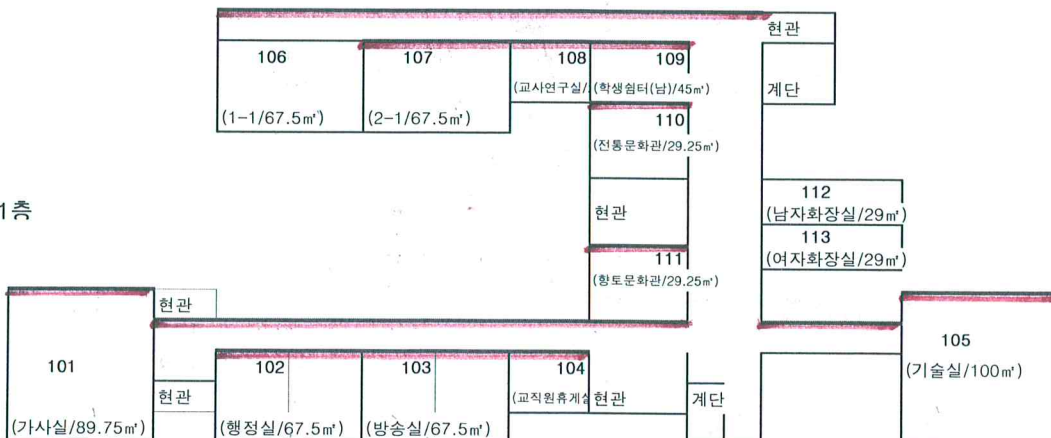 현관
106
107
108
109
(교사연구실/
(학생쉼터(남)/45㎡)
계단
(1-1/67.5㎡)
(2-1/67.5㎡)
110
(전통문화관/29.25㎡)
1층
현관
112
(남자화장실/29㎡)
113
(여자화장실/29㎡)
111
(향토문화관/29.25㎡)
현관
101
102
103
104
105
(기술실/100㎡)
현관
(교직원휴게실
현관
계단
(가사실/89.75㎡)
(행정실/67.5㎡)
(방송실/67.5㎡)